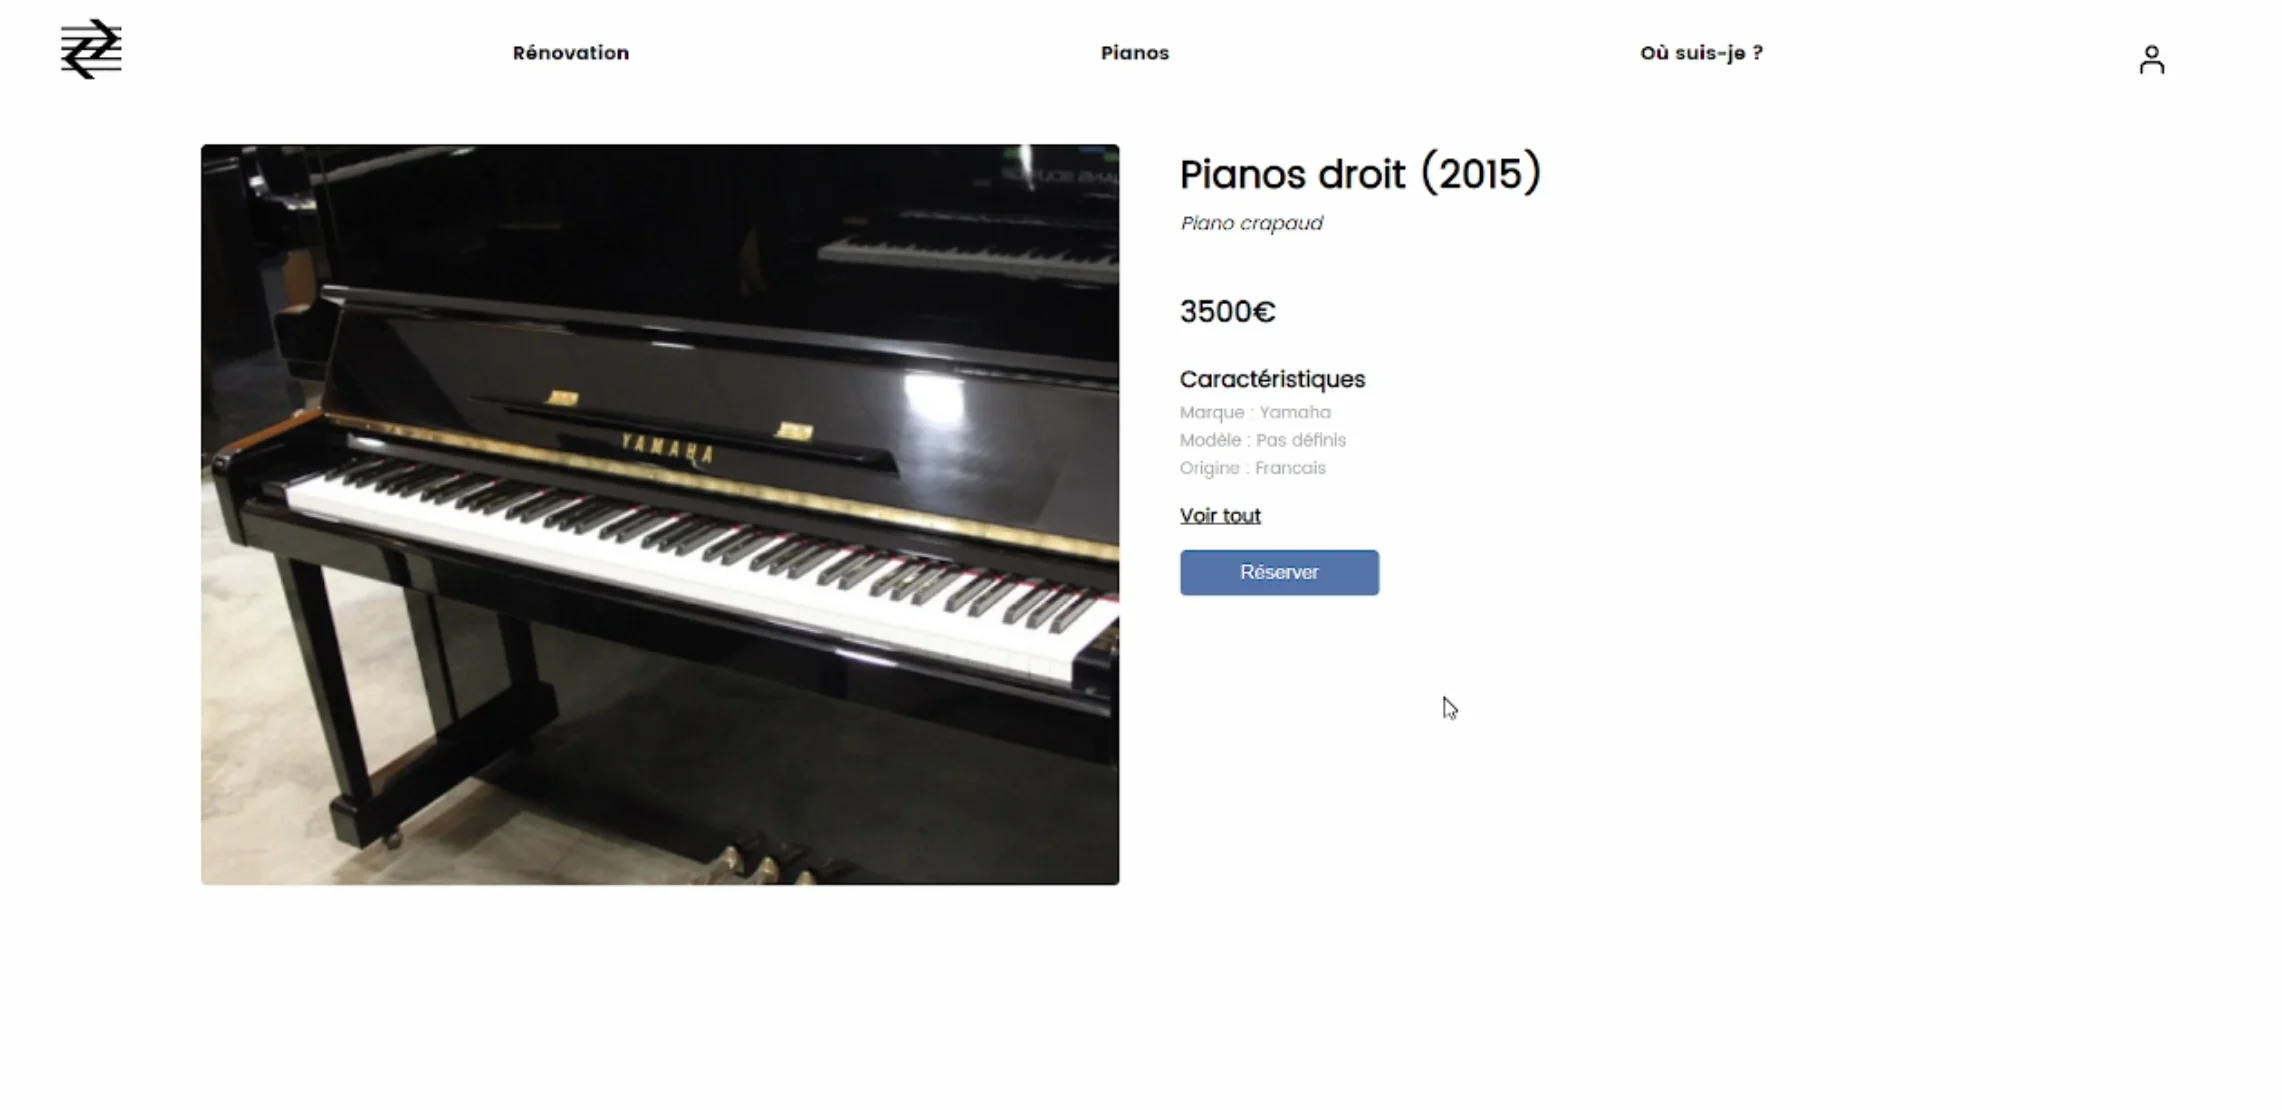 Rénovation
Pianos
Où suis-je ?
Pianos droit (2015)
Piano crapaud
3500€
Caractéristiques
Marque : Yamaha
Modèle : Pas définis
Origine : Francais
Voir tout
Réserver
YAMAHA